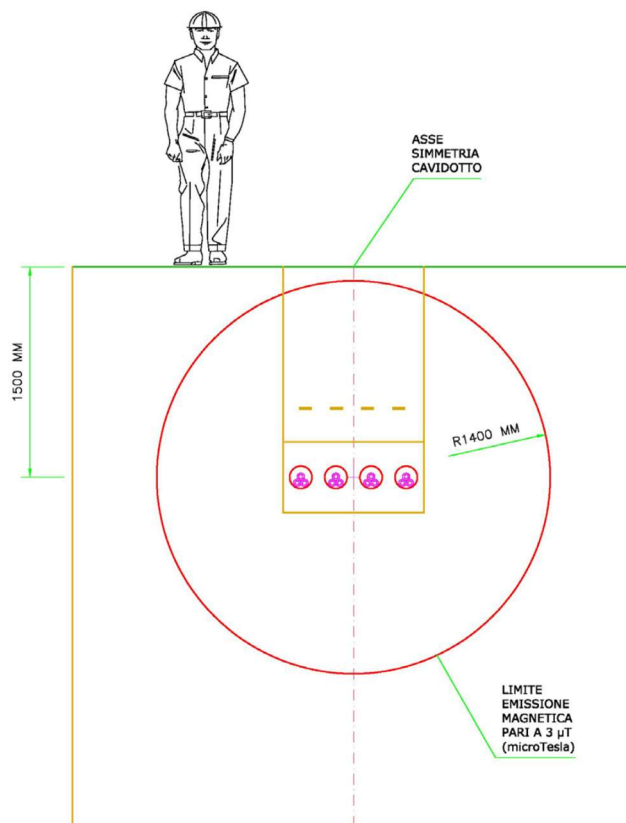 ASSE
SIMMETRIA
CAVIDOTTO
1500 MM
R1400 MM
LIMITE
EMISSIONE
MAGNETICA
PARI A 3 µT
(microTesla)